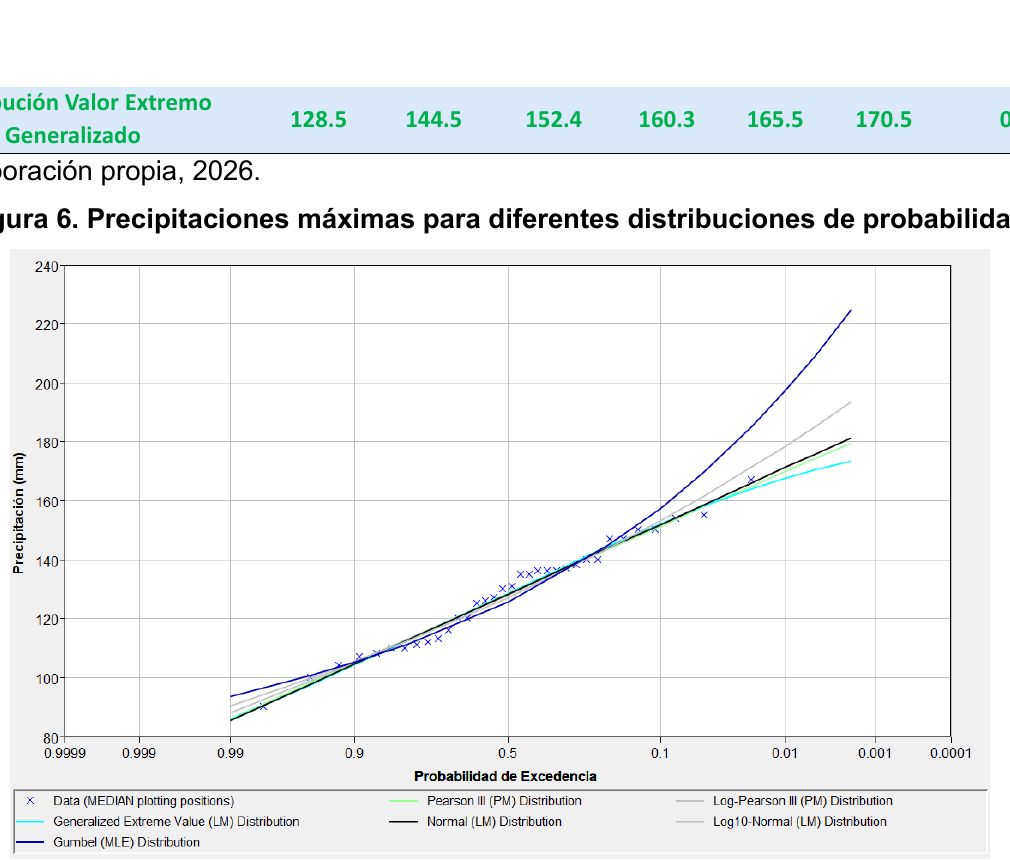 bución Valor Extremo
Generalizado
128.5 144.5 152.4 160.3 165.5 170.5 0
boración propia, 2026.
gura 6. Precipitaciones máximas para diferentes distribuciones de probabilida
240
220
200
180
160
140
120
100
80
Precipitación (mm)
0.9999 0.999 0.99 0.9 0.5 0.1 0.01 0.001 0.0001
Probabilidad de Excedencia
Data (MEDIAN plotting positions) Pearson III (PM) Distribution Log-Pearson III (PM) Distribution
Generalized Extreme Value (LM) Distribution Normal (LM) Distribution Log10-Normal (LM) Distribution
Gumbel (MLE) Distribution